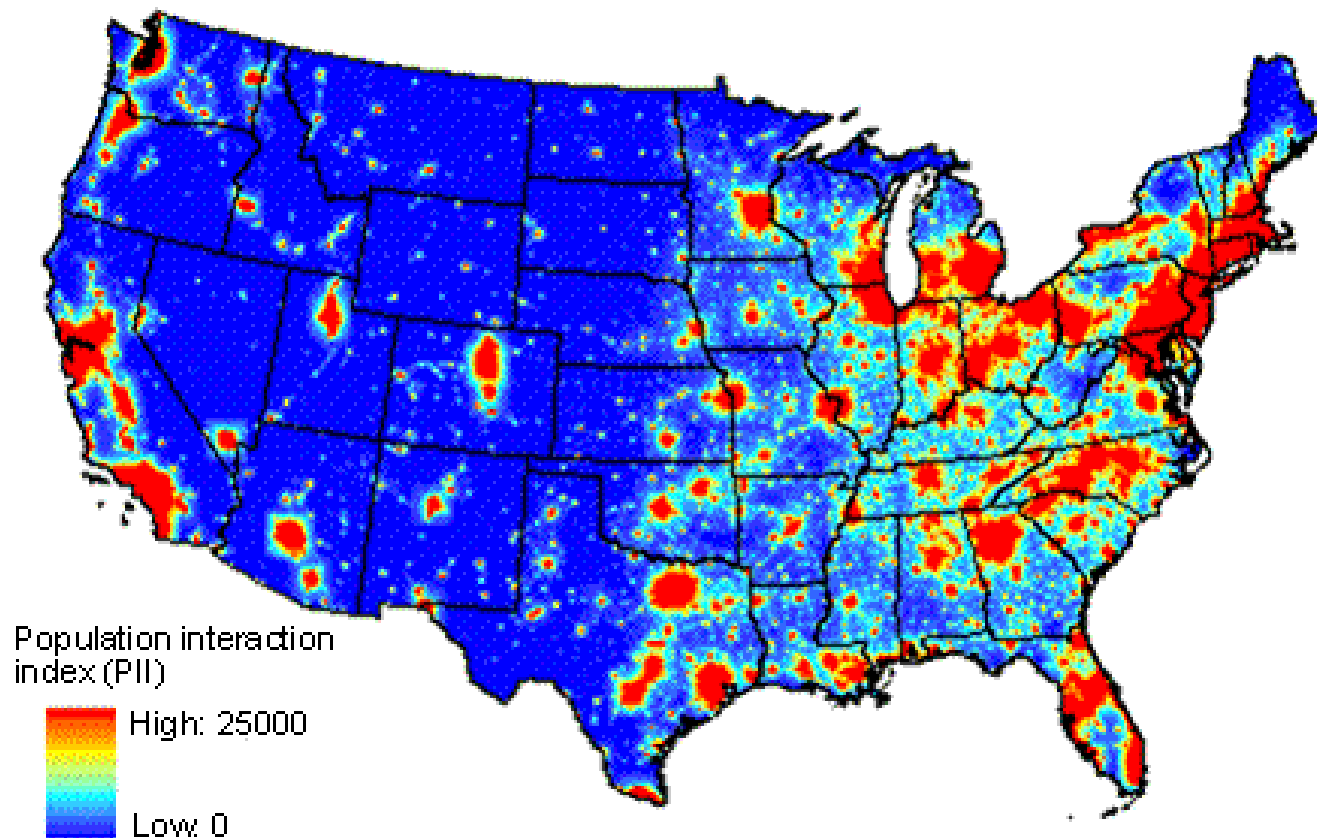 Population interaction
index (PII)
High: 25000
Low: 0